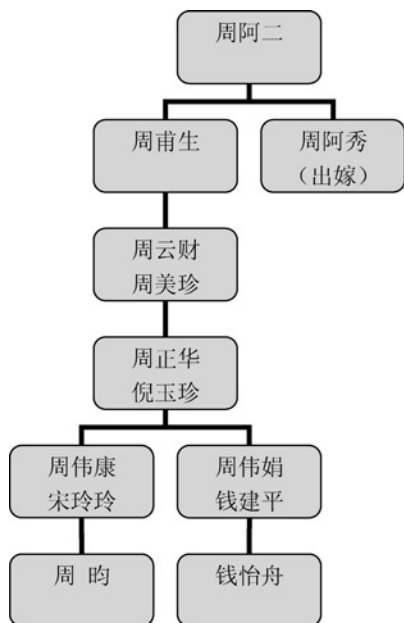 周阿二
周甫生
周阿秀
（出嫁）
周云财
周美珍
周正华
倪玉珍
周伟康
宋玲玲
周伟娟
钱建平
周 昀
钱怡舟